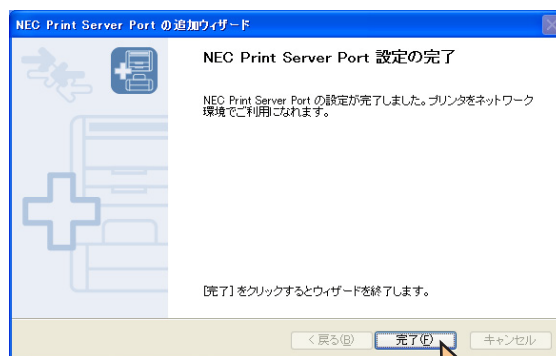 NEC Print Server Port の追加ウィザード
NEC Print Server Port 設定の完了
NEC Print Server Port の設定が完了しました。プリンタをネットワーク
環境でご利用になれます。
[完了] をクリックするとウィザードを終了します。
< 戻る(B)
完了(F)
キャンセル